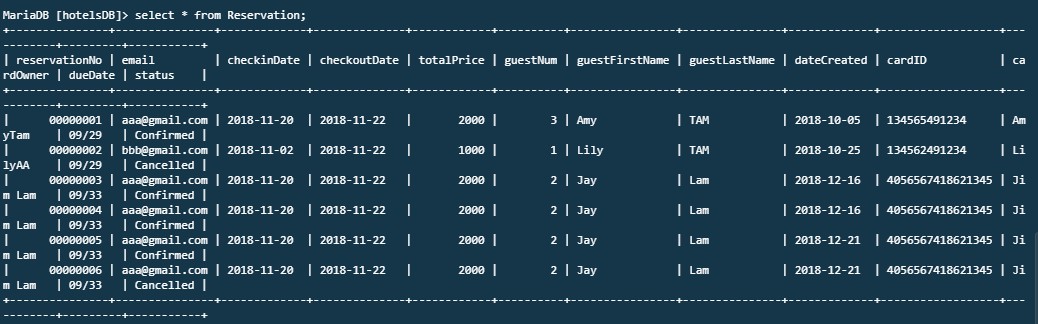 MariaDB [hotelsDB]> select * from Reservation;
+---------------+---------------+-------------+--------------+------------+----------+----------------+---------------+-------------+------------------+---
--------+---------+-----------+
| reservationNo | email         | checkinDate | checkoutDate | totalPrice | guestNum | guestFirstName | guestLastName | dateCreated | cardID           | ca
rdOwner | dueDate | status    |
+---------------+---------------+-------------+--------------+------------+----------+----------------+---------------+-------------+------------------+---
--------+---------+-----------+
|      00000001 | aaa@gmail.com | 2018-11-20  | 2018-11-22   |       2000 |        3 | Amy            | TAM           | 2018-10-05  | 134565491234     | Am
yTam    | 09/29   | Confirmed |
|      00000002 | bbb@gmail.com | 2018-11-02  | 2018-11-22   |       1000 |        1 | Lily           | TAM           | 2018-10-25  | 134562491234     | Li
lyAA    | 09/29   | Cancelled |
|      00000003 | aaa@gmail.com | 2018-11-20  | 2018-11-22   |       2000 |        2 | Jay            | Lam           | 2018-12-16  | 4056567418621345 | Ji
m Lam   | 09/33   | Confirmed |
|      00000004 | aaa@gmail.com | 2018-11-20  | 2018-11-22   |       2000 |        2 | Jay            | Lam           | 2018-12-16  | 4056567418621345 | Ji
m Lam   | 09/33   | Confirmed |
|      00000005 | aaa@gmail.com | 2018-11-20  | 2018-11-22   |       2000 |        2 | Jay            | Lam           | 2018-12-21  | 4056567418621345 | Ji
m Lam   | 09/33   | Confirmed |
|      00000006 | aaa@gmail.com | 2018-11-20  | 2018-11-22   |       2000 |        2 | Jay            | Lam           | 2018-12-21  | 4056567418621345 | Ji
m Lam   | 09/33   | Cancelled |
+---------------+---------------+-------------+--------------+------------+----------+----------------+---------------+-------------+------------------+---
--------+---------+-----------+